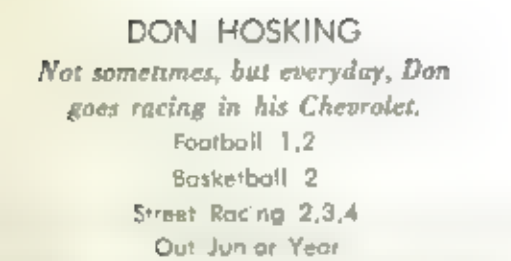 DON HOSKING
Not sometimes, but everyday, Don
goes racing in his Chevrolet.
Football 1,2
Basketball 2
Street Racing 2,3,4
Out Junior Year